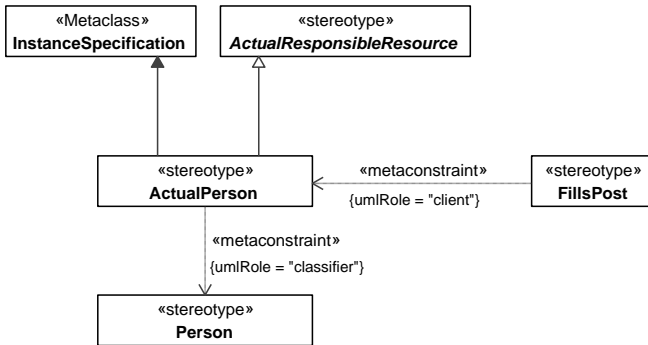 «Metaclass»
InstanceSpecification
«stereotype»
ActualResponsibleResource
«stereotype»
ActualPerson
«metaconstraint»
{umlRole = "client"}
«stereotype»
FillsPost
«metaconstraint»
{umlRole = "classifier"}
«stereotype»
Person